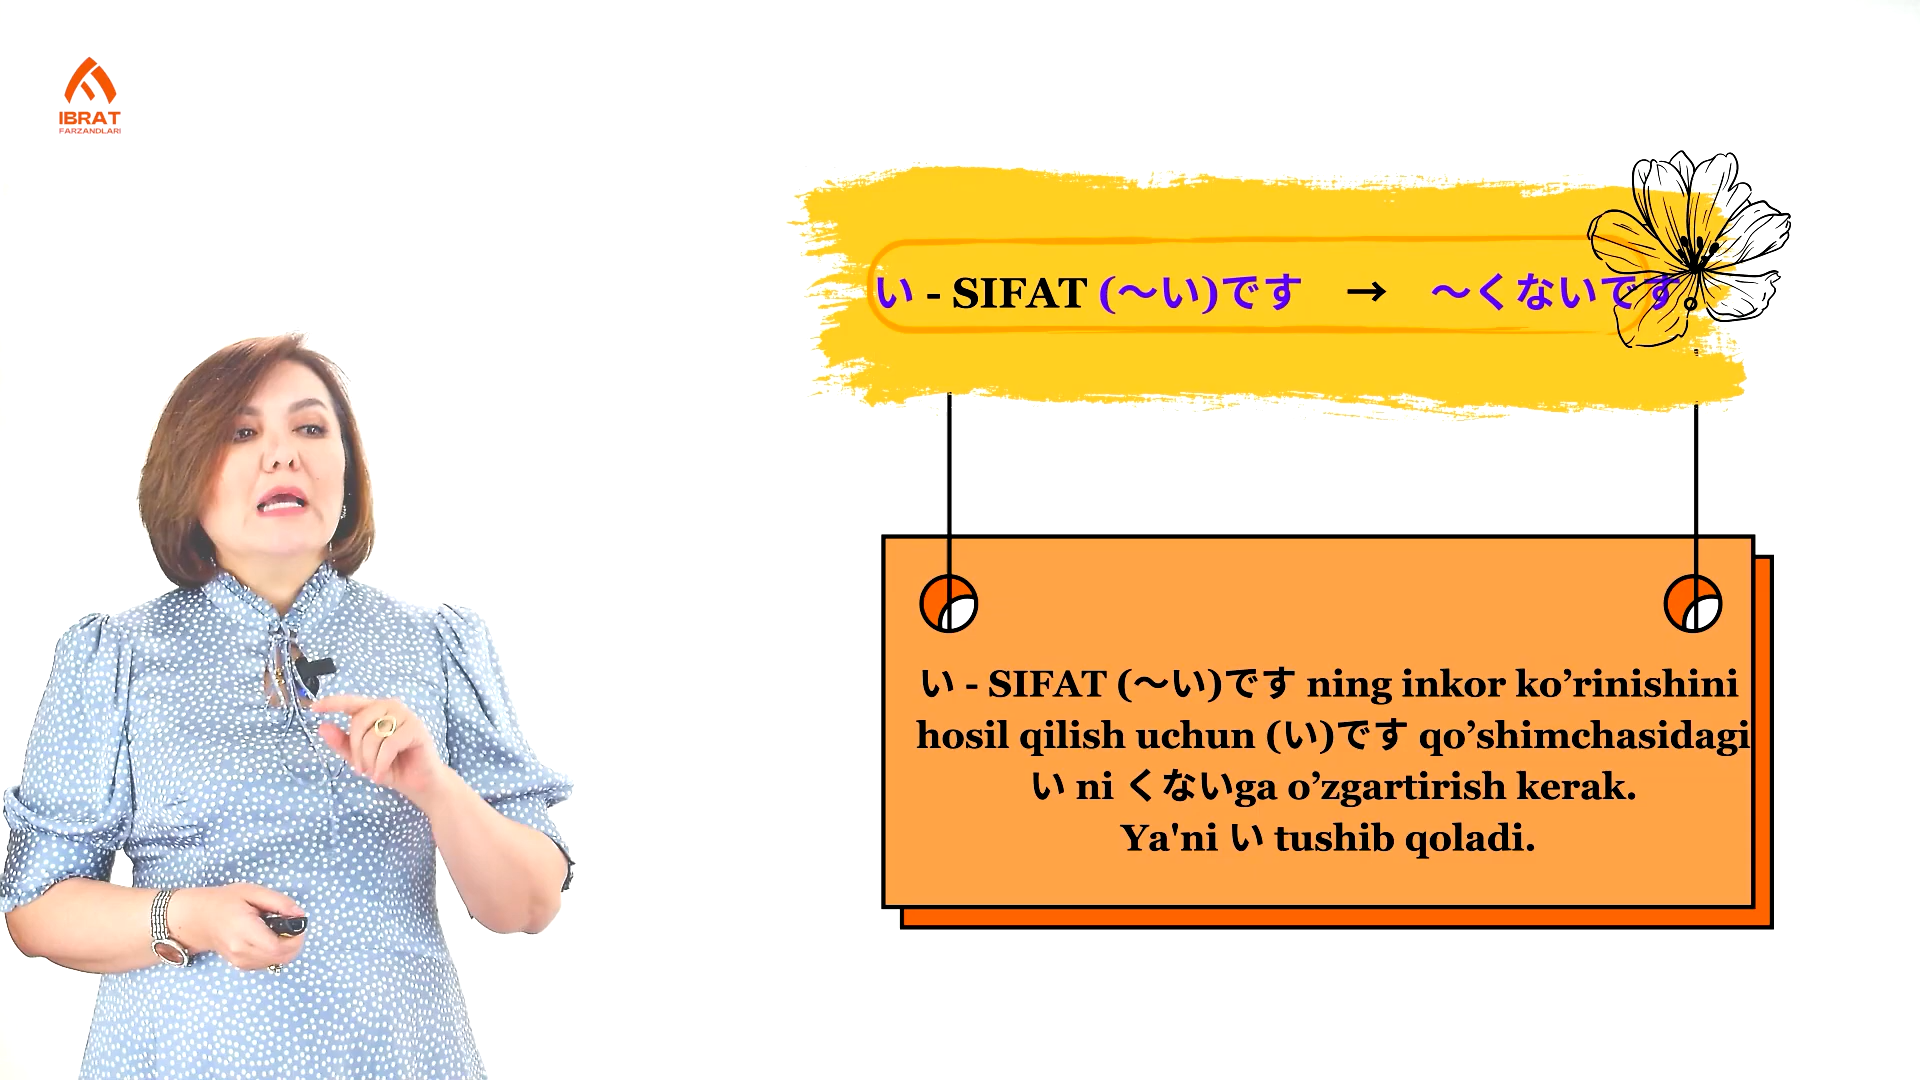 IBRAT
FARZANDLARI
い - SIFAT (〜い)です → 〜くないです
い - SIFAT (〜い)です ning inkor ko’rinishini
hosil qilish uchun (い)です qo’shimchasidagi
い ni くないga o’zgartirish kerak.
Ya'ni い tushib qoladi.